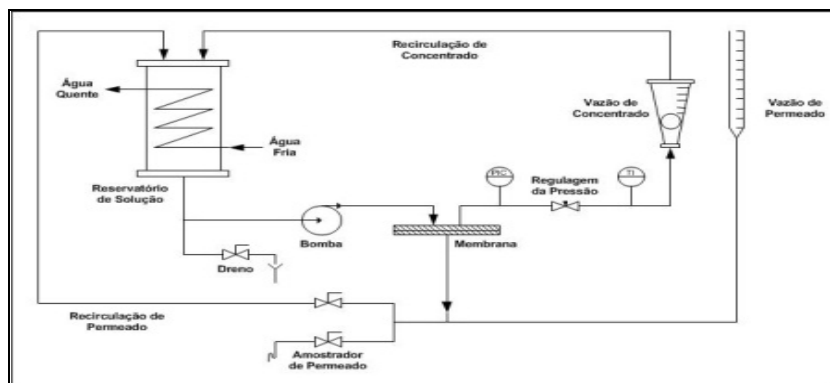 Recirculação de
Concentrado
Água
Quente
Água
Fria
Vazão de
Concentrado
Vazão de
Permeado
Reservatório
de Solução
PIC
Regulagem
da Pressão
TI
Bomba
Membrana
Dreno
Recirculação de
Permeado
Amostrador
de Permeado